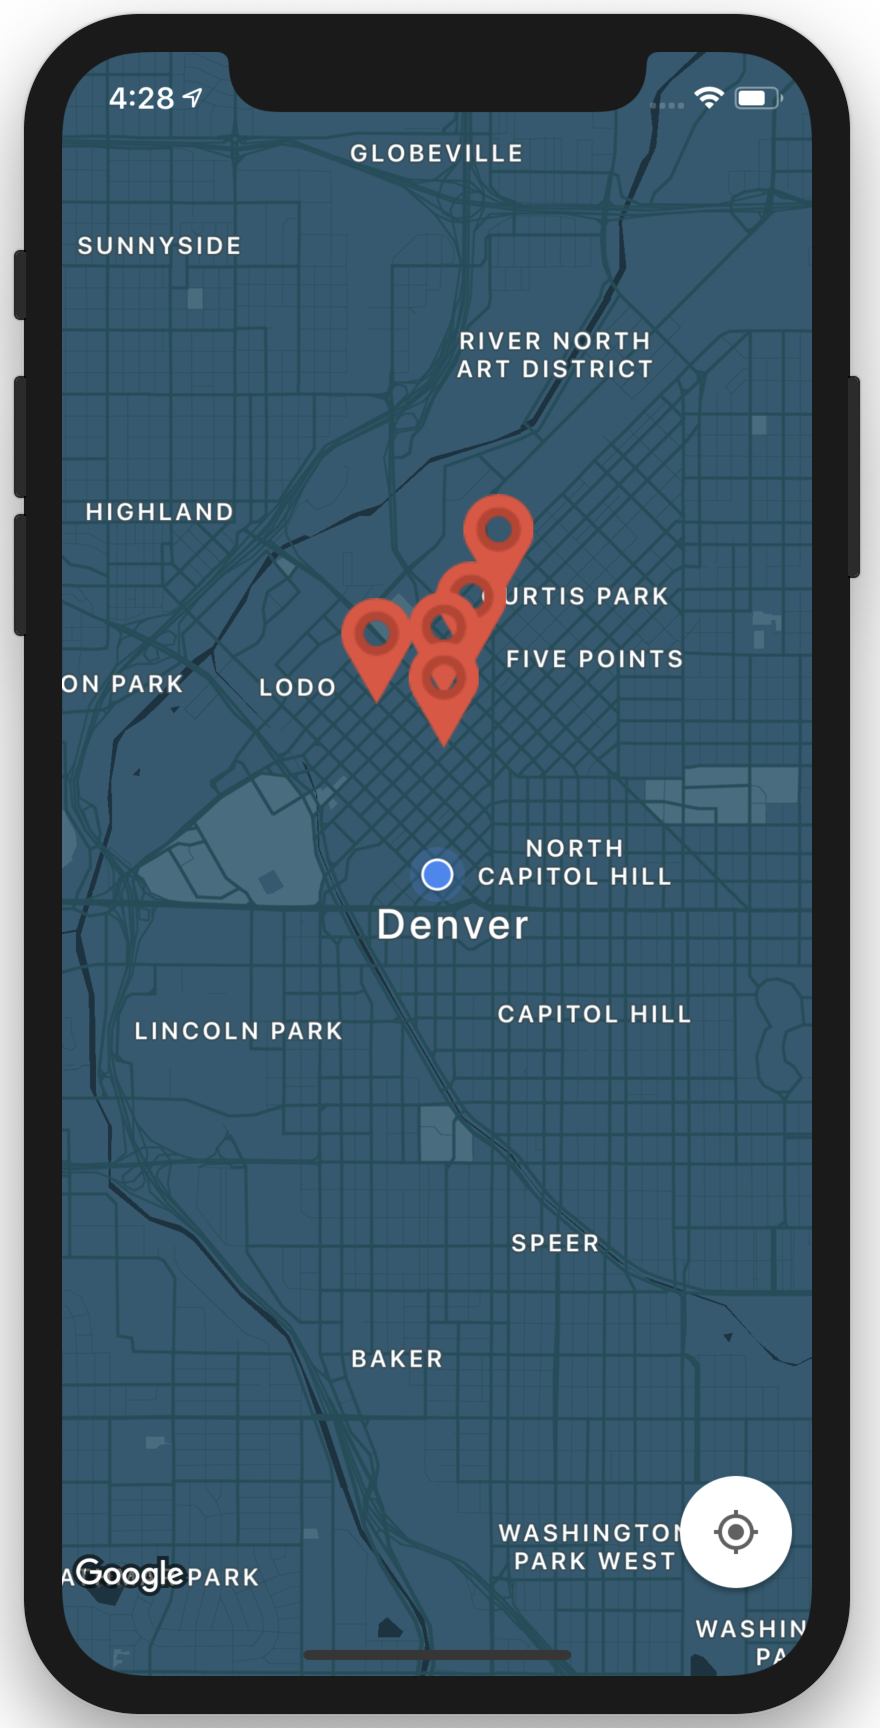 4:28
GLOBEVILLE
SUNNYSIDE
RIVER NORTH
ART DISTRICT
HIGHLAND
URTIS PARK
FIVE POINTS
ON PARK
LODO
NORTH
CAPITOL HILL
Denver
CAPITOL HILL
LINCOLN PARK
SPEER
BAKER
WASHINGTON
PARK WEST
Google
PARK
WASHIN
PA